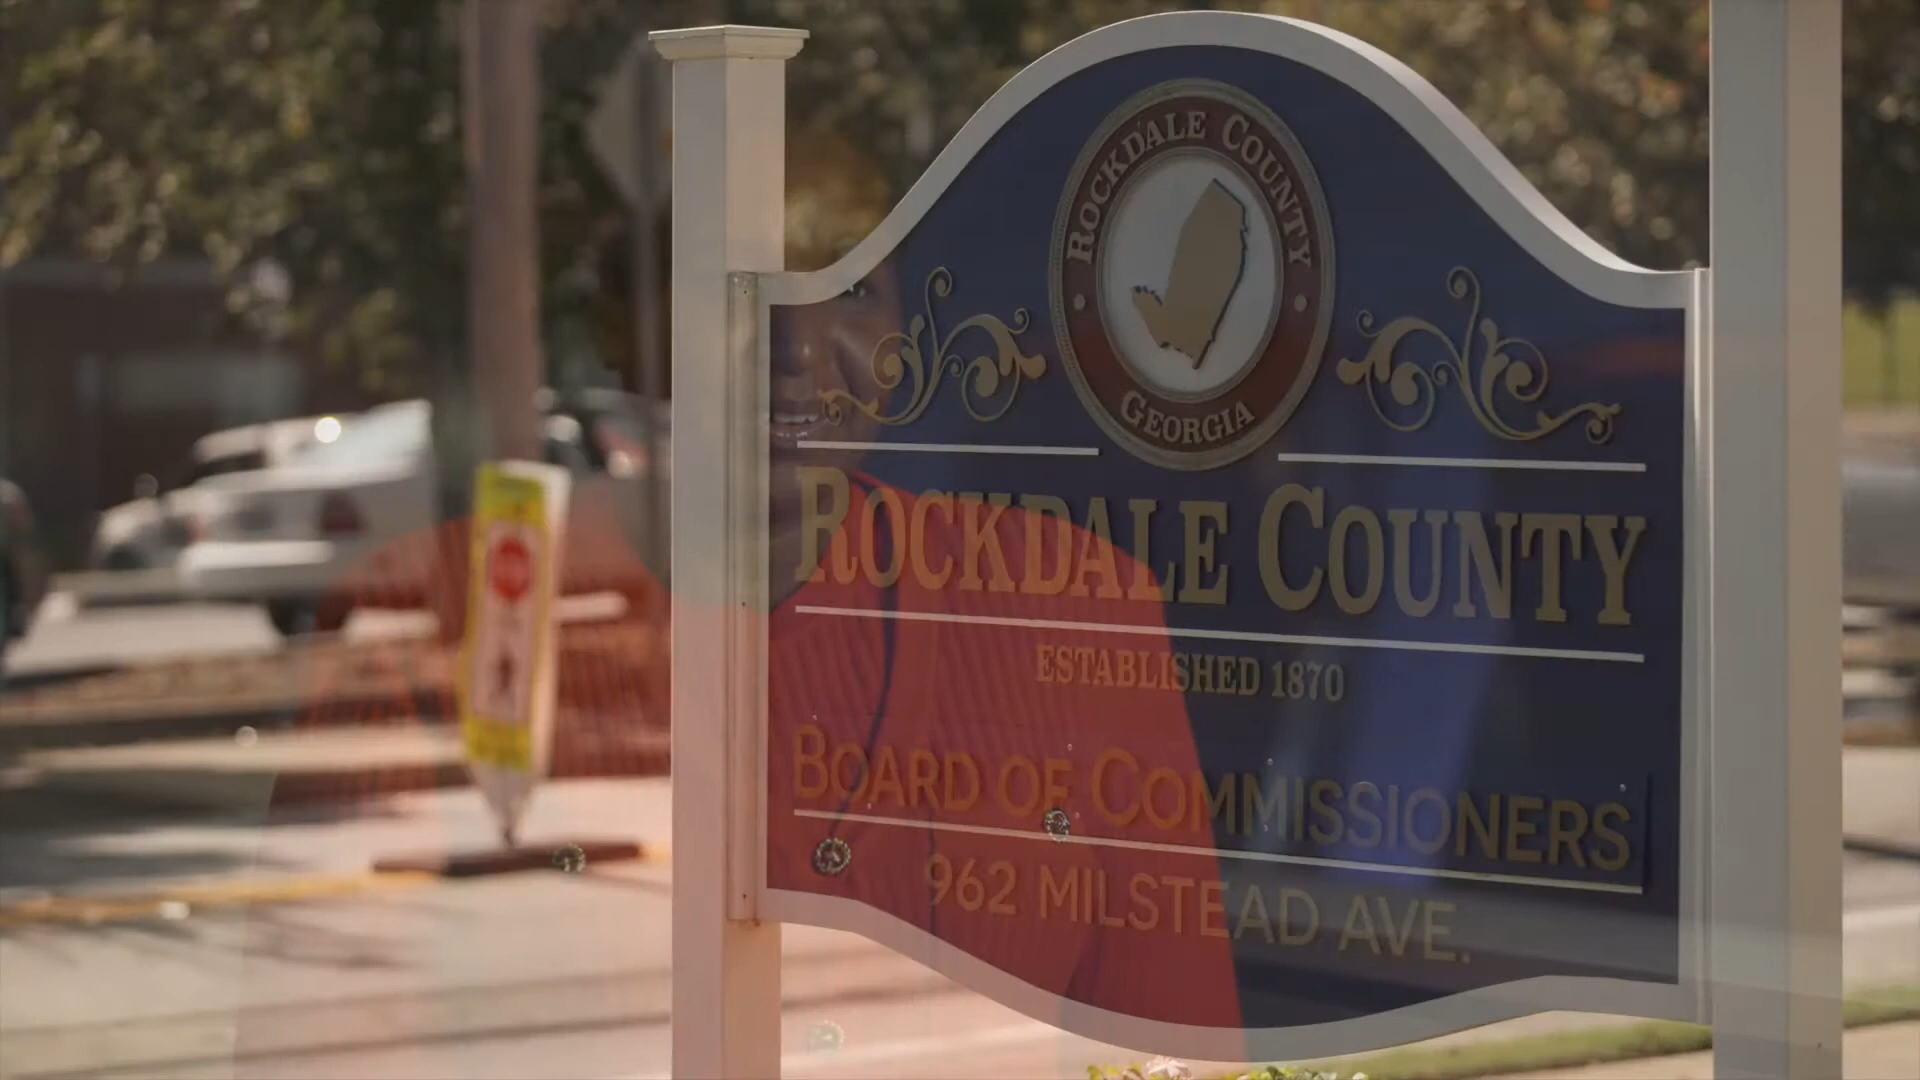 ROCKDALE COUNTY
GEORGIA
ROCKDALE COUNTY
ESTABLISHED 1870
BOARD OF COMMISSIONERS
962 MILSTEAD AVE.